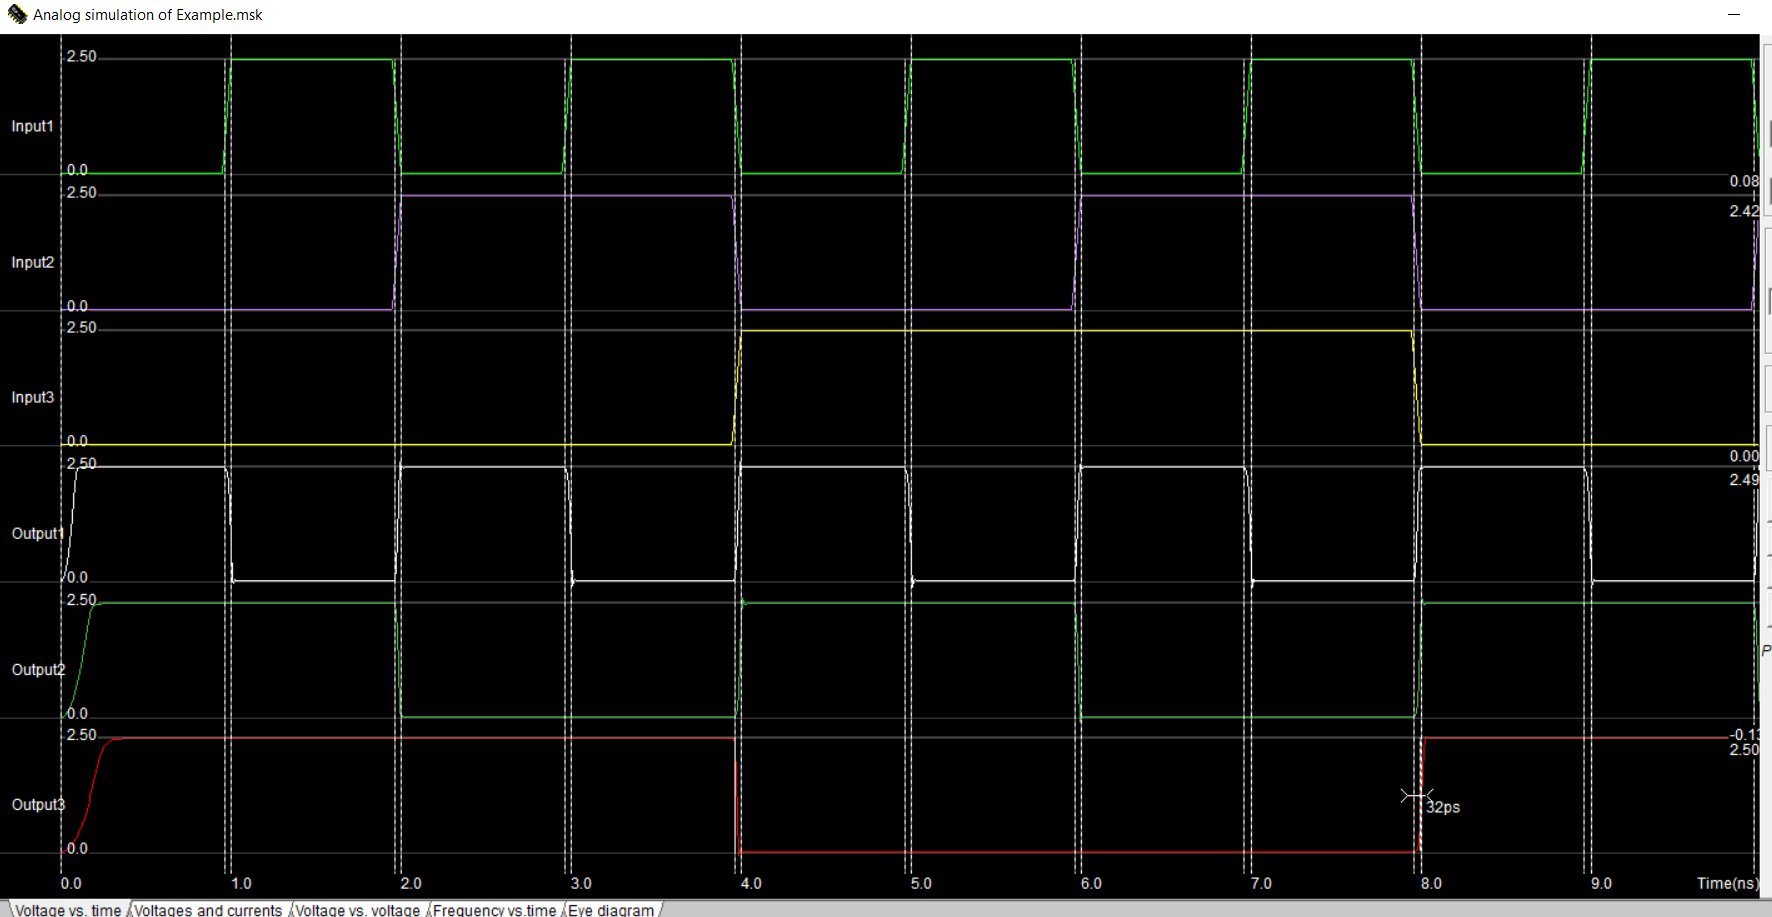 Analog simulation of Example.msk
2.50
Input1
0.0
0.08
2.50
2.42
Input2
0.0
2.50
Input3
0.0
0.00
2.50
2.49
Output1
0.0
2.50
Output2
0.0
-0.13
2.50
2.50
Output3
32ps
0.0
0.0 1.0 2.0 3.0 4.0 5.0 6.0 7.0 8.0 9.0 Time(ns)
Voltage vs. time Voltages and currents Voltage vs. voltage Frequency vs.time Eye diagram